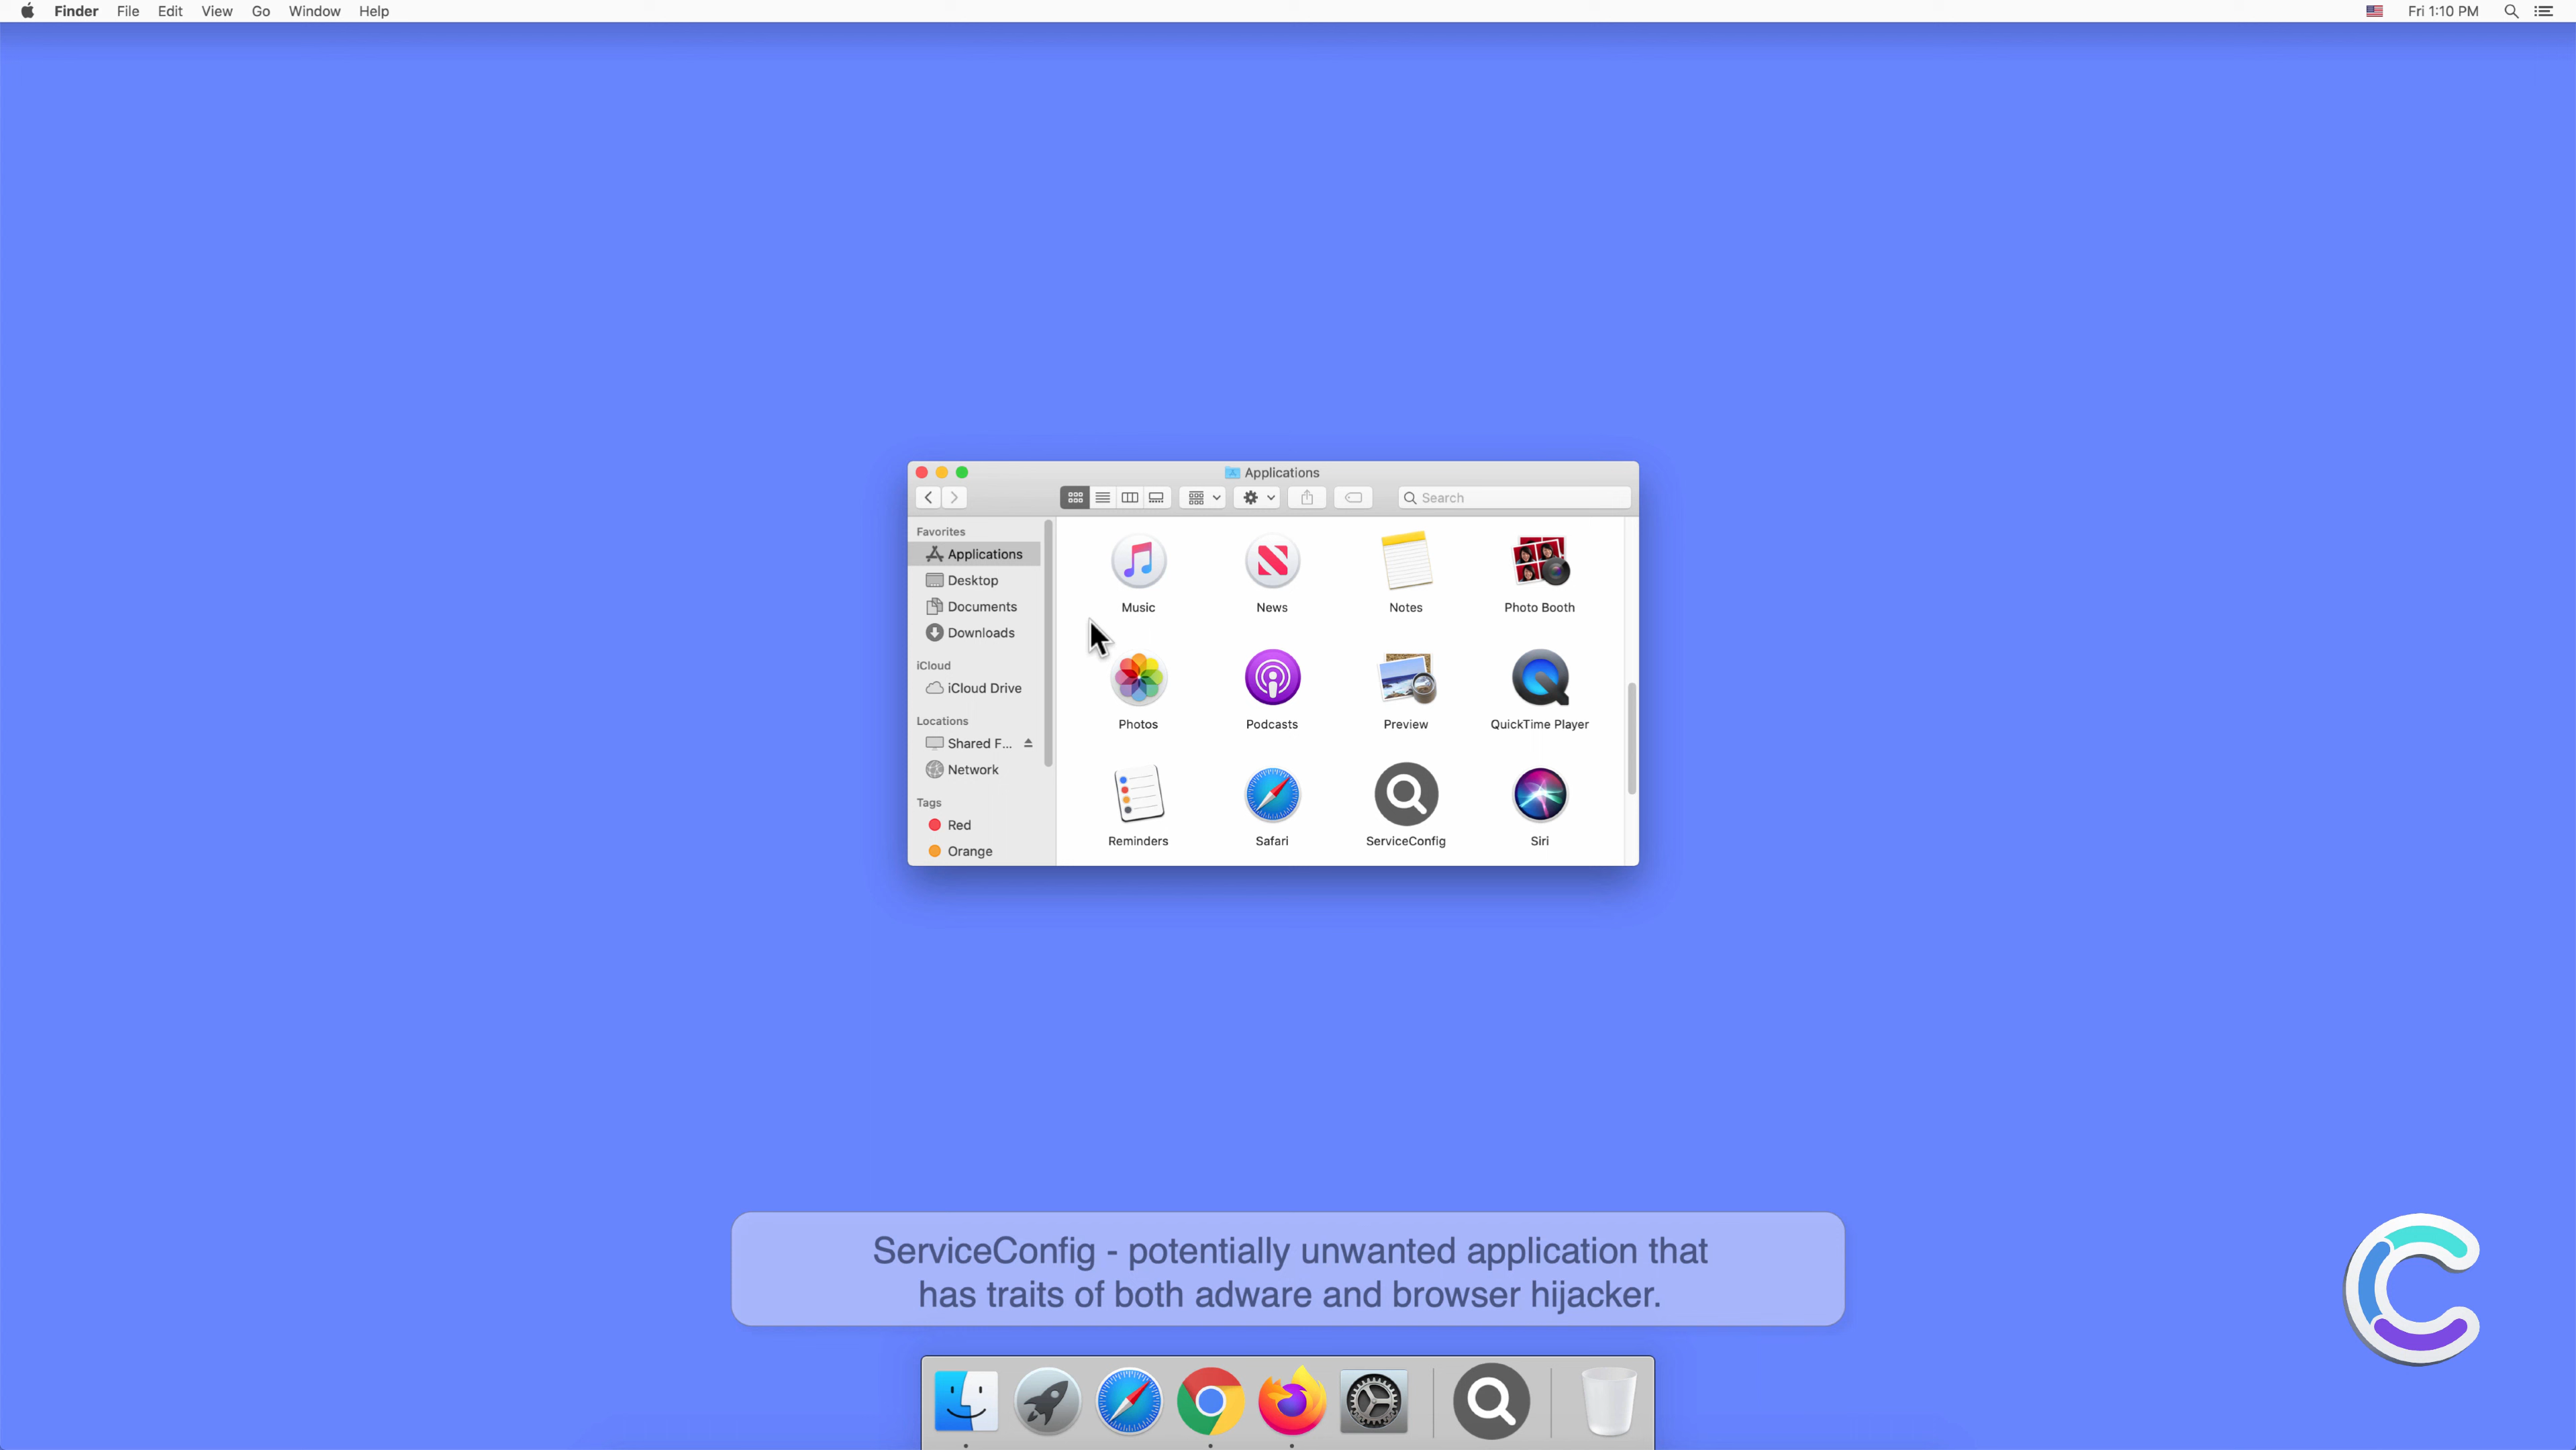 Finder File Edit View Go Window Help
Fri 1:10 PM
Applications
Search
Favorites
Applications
Desktop
Documents
Downloads
iCloud
iCloud Drive
Locations
Shared F...
Network
Tags
Red
Orange
Music News Notes Photo Booth
Photos Podcasts Preview QuickTime Player
Reminders Safari ServiceConfig Siri
ServiceConfig - potentially unwanted application that
has traits of both adware and browser hijacker.